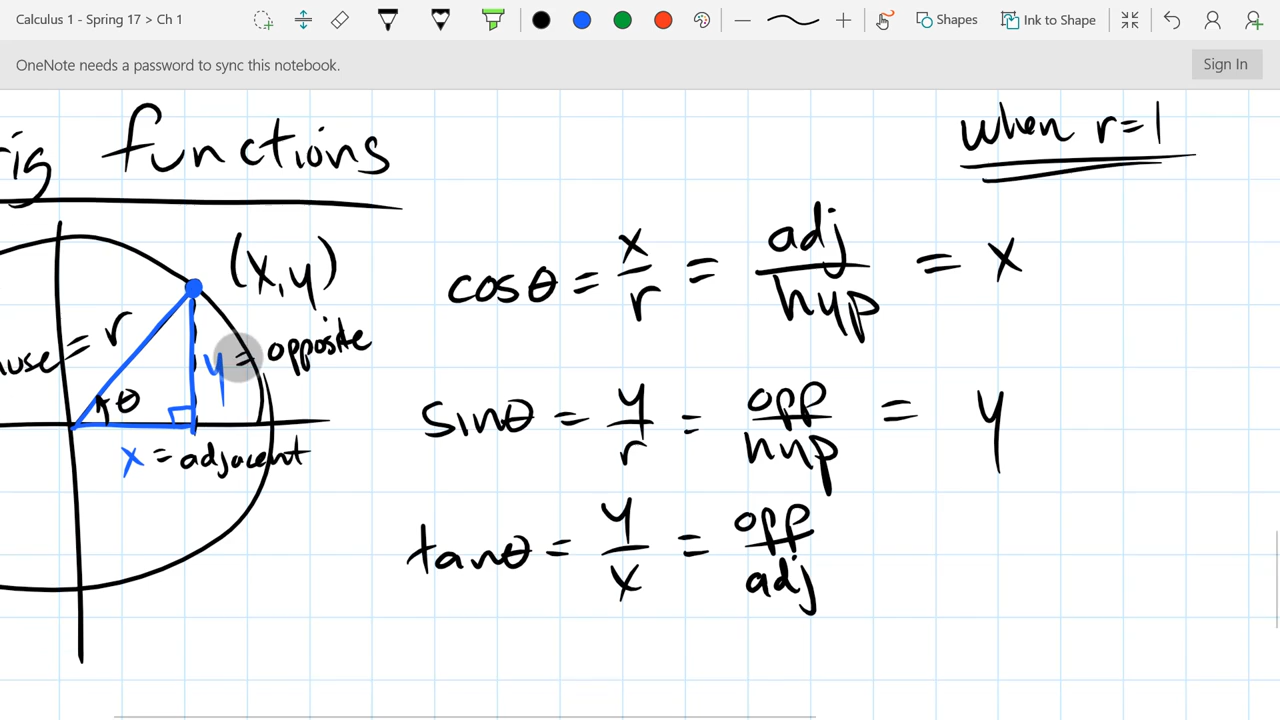 Calculus 1 - Spring 17 > Ch 1
Shapes
Ink to Shape
OneNote needs a password to sync this notebook.
Sign In
rig functions
when r=1
(x,y)
cosθ = x/r = adj/hyp = x
use = r
y = opposite
θ
x = adjacent
sinθ = y/r = opp/hyp = y
tanθ = y/x = opp/adj